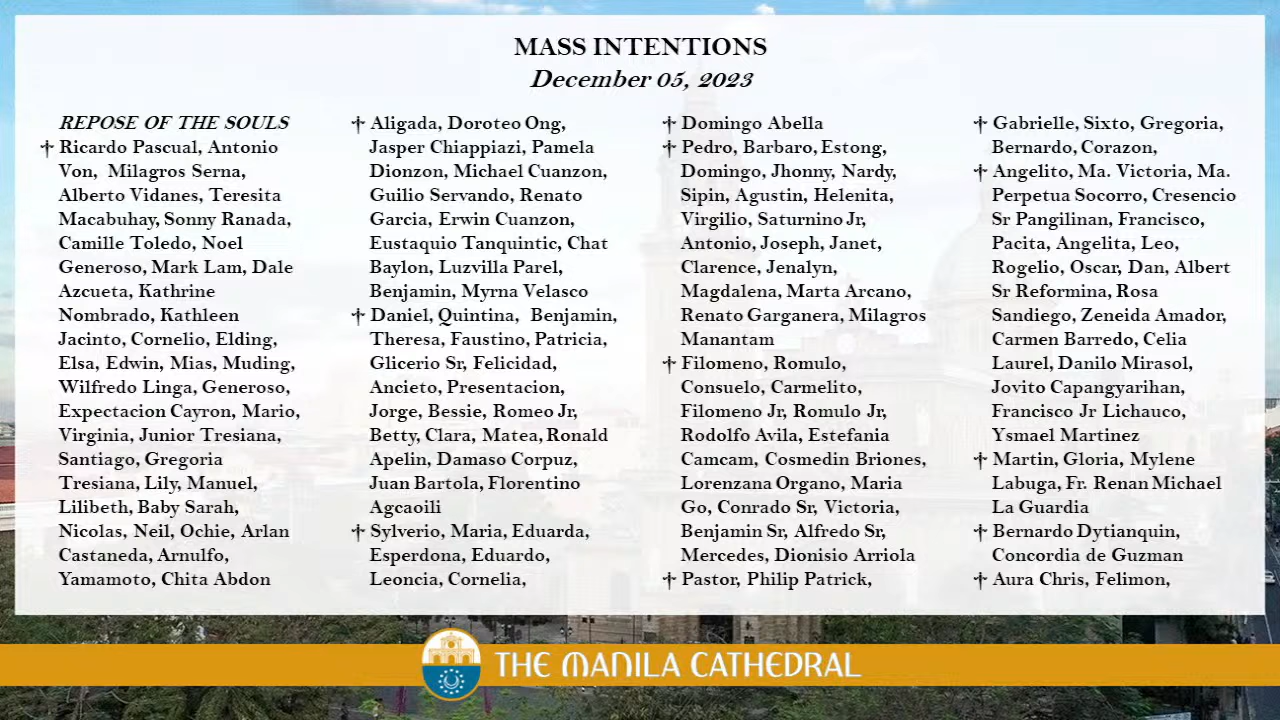 MASS INTENTIONS
December 05, 2023
REPOSE OF THE SOULS
✝ Ricardo Pascual, Antonio
Von, Milagros Serna,
Alberto Vidanes, Teresita
Macabuhay, Sonny Ranada,
Camille Toledo, Noel
Generoso, Mark Lam, Dale
Azcueta, Kathrine
Nombrado, Kathleen
Jacinto, Cornelio, Elding,
Elsa, Edwin, Mias, Muding,
Wilfredo Linga, Generoso,
Expectacion Cayron, Mario,
Virginia, Junior Tresiana,
Santiago, Gregoria
Tresiana, Lily, Manuel,
Lilibeth, Baby Sarah,
Nicolas, Neil, Ochie, Arlan
Castaneda, Arnulfo,
Yamamoto, Chita Abdon
✝ Aligada, Doroteo Ong,
Jasper Chiappiazi, Pamela
Dionzon, Michael Cuanzon,
Guilio Servando, Renato
Garcia, Erwin Cuanzon,
Eustaquio Tanquintic, Chat
Baylon, Luzvilla Parel,
Benjamin, Myrna Velasco
✝ Daniel, Quintina, Benjamin,
Theresa, Faustino, Patricia,
Glicerio Sr, Felicidad,
Ancieto, Presentacion,
Jorge, Bessie, Romeo Jr,
Betty, Clara, Matea, Ronald
Apelin, Damaso Corpuz,
Juan Bartola, Florentino
Agcaoili
✝ Sylverio, Maria, Eduarda,
Esperdona, Eduardo,
Leoncia, Cornelia,
✝ Domingo Abella
✝ Pedro, Barbaro, Estong,
Domingo, Jhonny, Nardy,
Sipin, Agustin, Helenita,
Virgilio, Saturnino Jr,
Antonio, Joseph, Janet,
Clarence, Jenalyn,
Magdalena, Marta Arcano,
Renato Garganera, Milagros
Manantam
✝ Filomeno, Romulo,
Consuelo, Carmelito,
Filomeno Jr, Romulo Jr,
Rodolfo Avila, Estefania
Camcam, Cosmedin Briones,
Lorenzana Organo, Maria
Go, Conrado Sr, Victoria,
Benjamin Sr, Alfredo Sr,
Mercedes, Dionisio Arriola
✝ Pastor, Philip Patrick,
✝ Gabrielle, Sixto, Gregoria,
Bernardo, Corazon,
✝ Angelito, Ma. Victoria, Ma.
Perpetua Socorro, Cresencio
Sr Pangilinan, Francisco,
Pacita, Angelita, Leo,
Rogelio, Oscar, Dan, Albert
Sr Reformina, Rosa
Sandiego, Zeneida Amador,
Carmen Barredo, Celia
Laurel, Danilo Mirasol,
Jovito Capangyarihan,
Francisco Jr Lichauco,
Ysmael Martinez
✝ Martin, Gloria, Mylene
Labuga, Fr. Renan Michael
La Guardia
✝ Bernardo Dytianquin,
Concordia de Guzman
✝ Aura Chris, Felimon,
THE MANILA CATHEDRAL